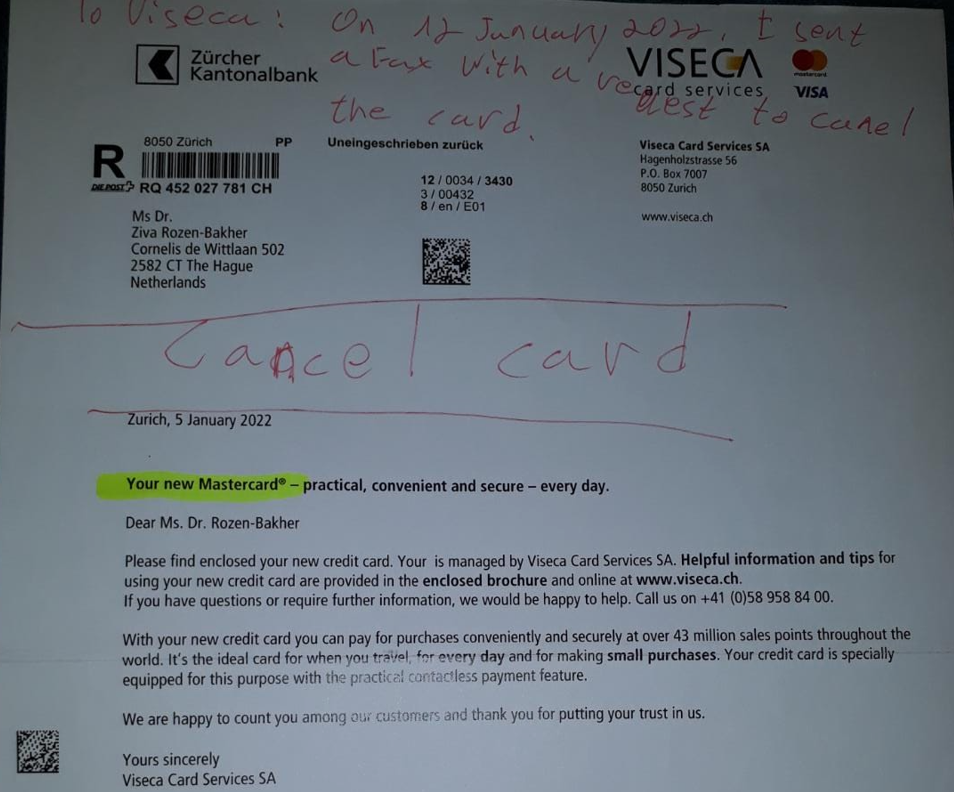 To Viseca: On 12 January 2022, I sent
a Fax with a request to canel
the card.
Zürcher
Kantonalbank
VISECA
card services
mastercard
VISA
R
DIE POST
8050 Zürich PP
RQ 452 027 781 CH
Uneingeschrieben zurück
12 / 0034 / 3430
3 / 00432
8 / en / E01
Viseca Card Services SA
Hagenholzstrasse 56
P.O. Box 7007
8050 Zurich
www.viseca.ch
Ms Dr.
Ziva Rozen-Bakher
Cornelis de Wittlaan 502
2582 CT The Hague
Netherlands
Cancel card
Zurich, 5 January 2022
Your new Mastercard® – practical, convenient and secure – every day.
Dear Ms. Dr. Rozen-Bakher
Please find enclosed your new credit card. Your is managed by Viseca Card Services SA. Helpful information and tips for
using your new credit card are provided in the enclosed brochure and online at www.viseca.ch.
If you have questions or require further information, we would be happy to help. Call us on +41 (0)58 958 84 00.
With your new credit card you can pay for purchases conveniently and securely at over 43 million sales points throughout the
world. It's the ideal card for when you travel, for every day and for making small purchases. Your credit card is specially
equipped for this purpose with the practical contactless payment feature.
We are happy to count you among our customers and thank you for putting your trust in us.
Yours sincerely
Viseca Card Services SA